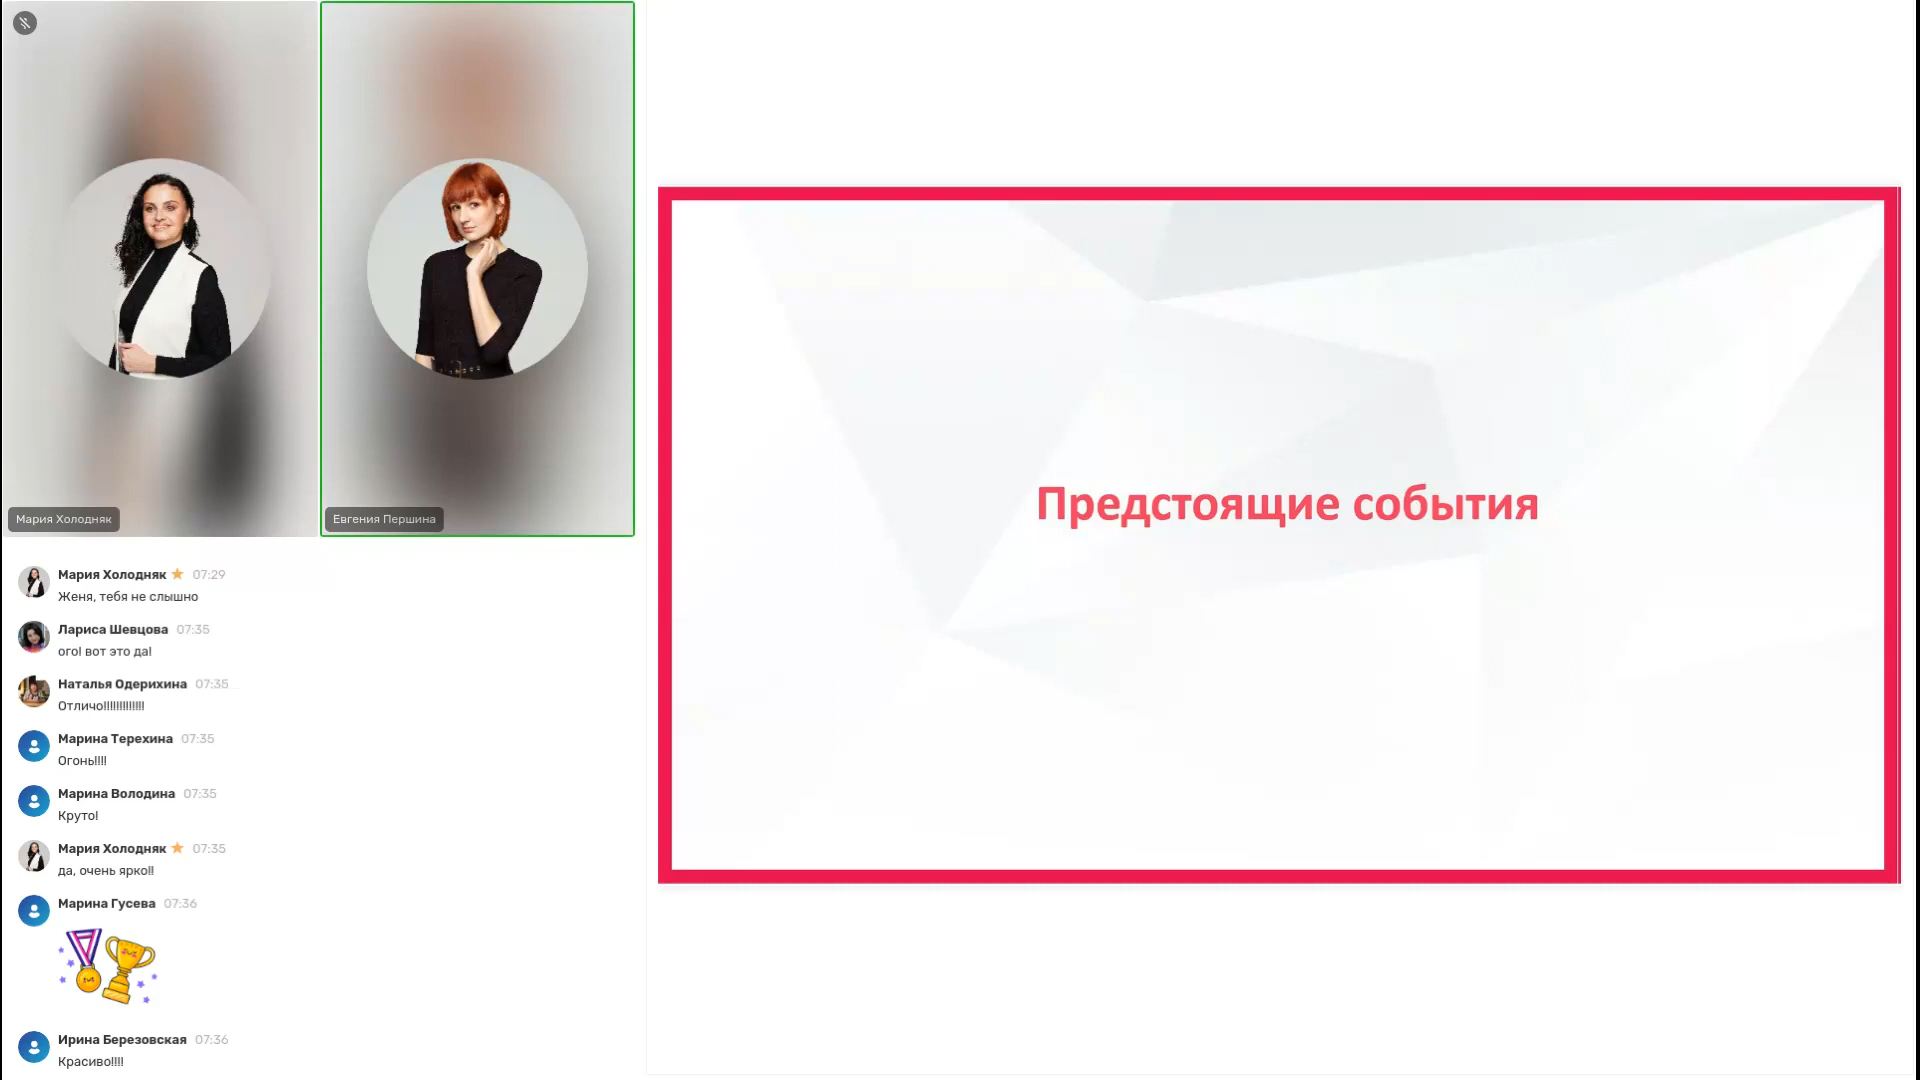 Мария Холодняк
Евгения Першина
Мария Холодняк 07:29
Женя, тебя не слышно
Лариса Шевцова 07:35
ого! вот это да!
Наталья Одерихина 07:35
Отличо!!!!!!!!!!!!!
Марина Терехина 07:35
Огонь!!!!
Марина Володина 07:35
Круто!
Мария Холодняк 07:35
да, очень ярко!!
Марина Гусева 07:36
Ирина Березовская 07:36
Красиво!!!!
Предстоящие события